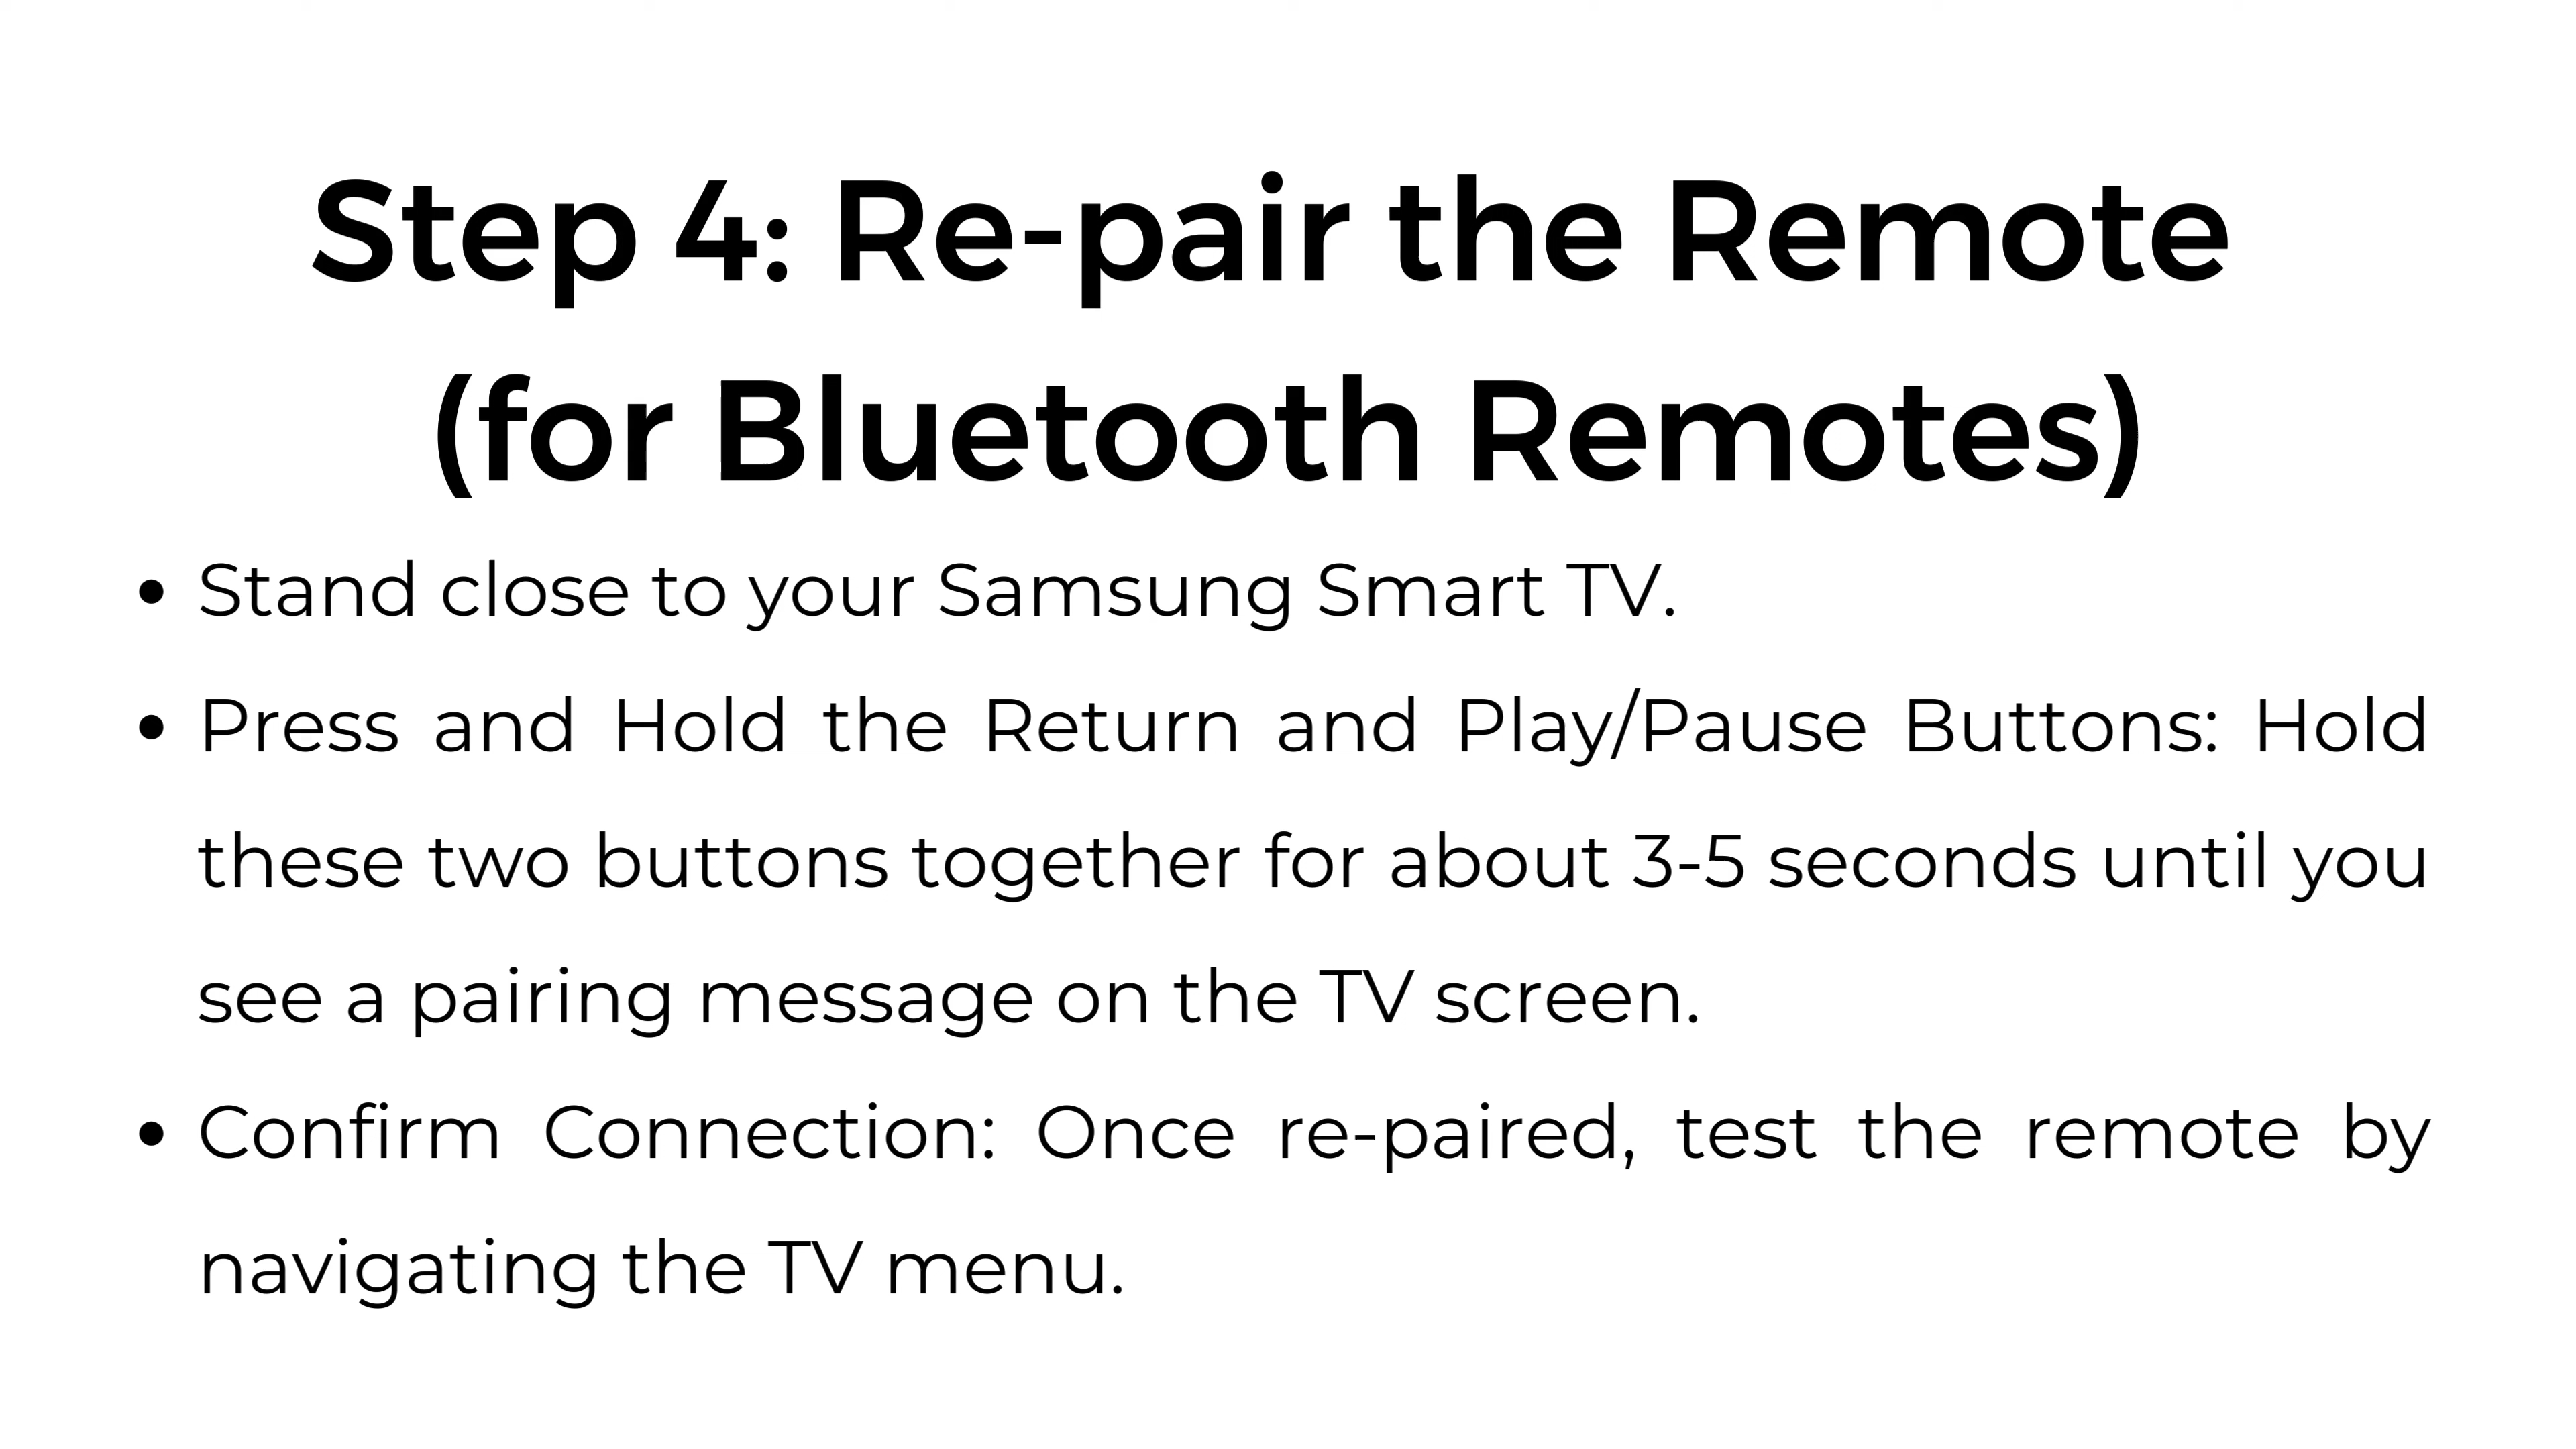 Step 4: Re-pair the Remote
(for Bluetooth Remotes)
• Stand close to your Samsung Smart TV.
• Press and Hold the Return and Play/Pause Buttons: Hold
these two buttons together for about 3-5 seconds until you
see a pairing message on the TV screen.
• Confirm Connection: Once re-paired, test the remote by
navigating the TV menu.